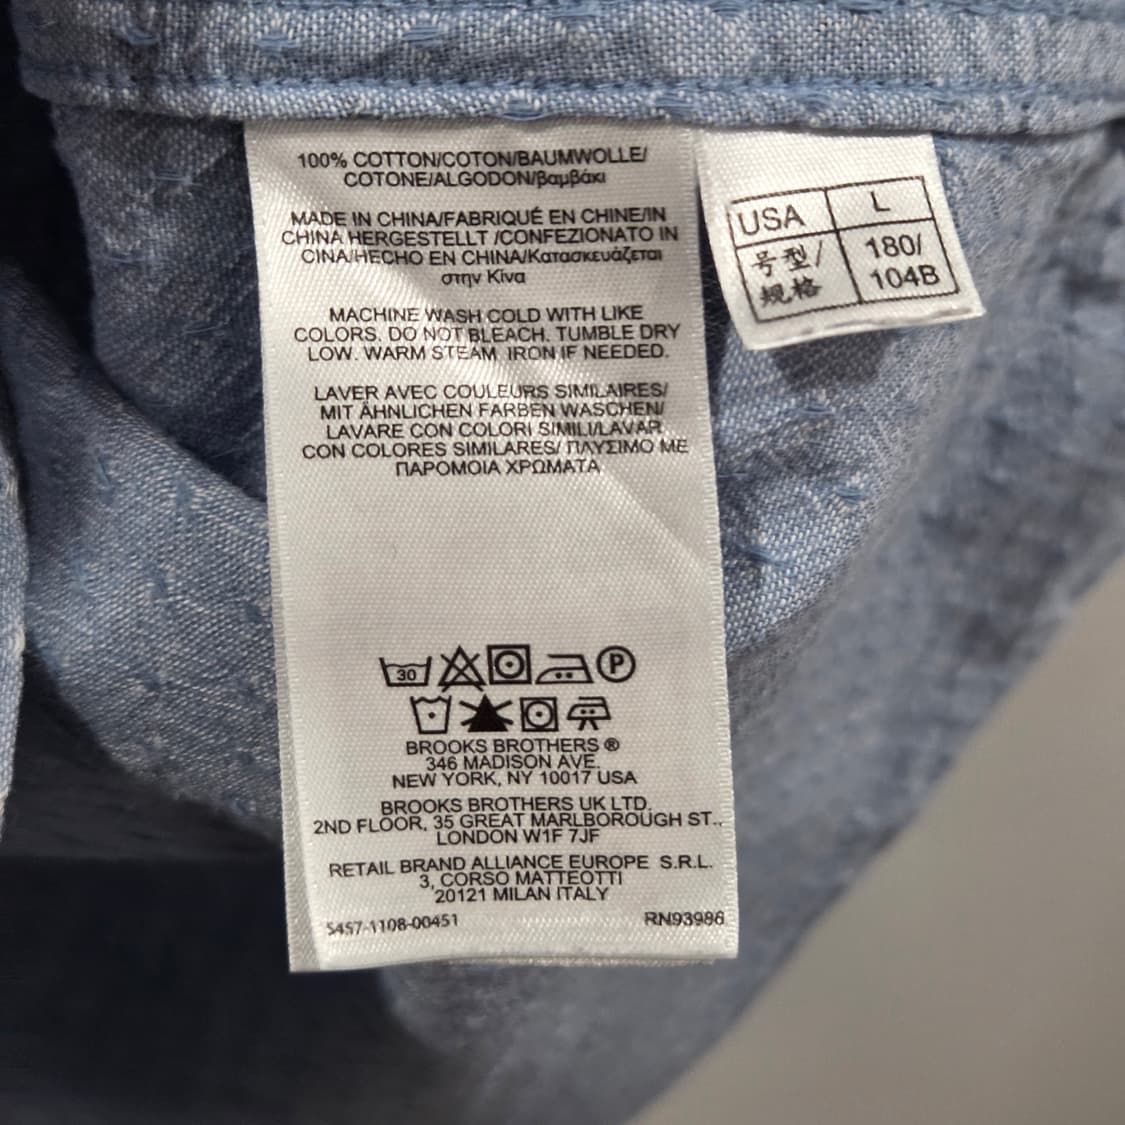 100% COTTON/COTON/BAUMWOLLE/
COTONE/ALGODON/βαμβάκι
MADE IN CHINA/FABRIQUÉ EN CHINE/IN
CHINA HERGESTELLT /CONFEZIONATO IN
CINA/HECHO EN CHINA/Κατασκευάζεται
στην Κίνα
MACHINE WASH COLD WITH LIKE
COLORS. DO NOT BLEACH. TUMBLE DRY
LOW. WARM STEAM IRON IF NEEDED.
LAVER AVEC COULEURS SIMILAIRES/
MIT ÄHNLICHEN FARBEN WASCHEN/
LAVARE CON COLORI SIMILI/LAVAR
CON COLORES SIMILARES/ ΠΛΥΣΙΜΟ ΜΕ
ΠΑΡΟΜΟΙΑ ΧΡΩΜΑΤΑ
30
P
BROOKS BROTHERS ®
346 MADISON AVE.
NEW YORK, NY 10017 USA
BROOKS BROTHERS UK LTD.
2ND FLOOR, 35 GREAT MARLBOROUGH ST.,
LONDON W1F 7JF
RETAIL BRAND ALLIANCE EUROPE S.R.L.
3, CORSO MATTEOTTI
20121 MILAN ITALY
5457-1108-00451 RN93986
USA L
号型/ 180/
规格 104B